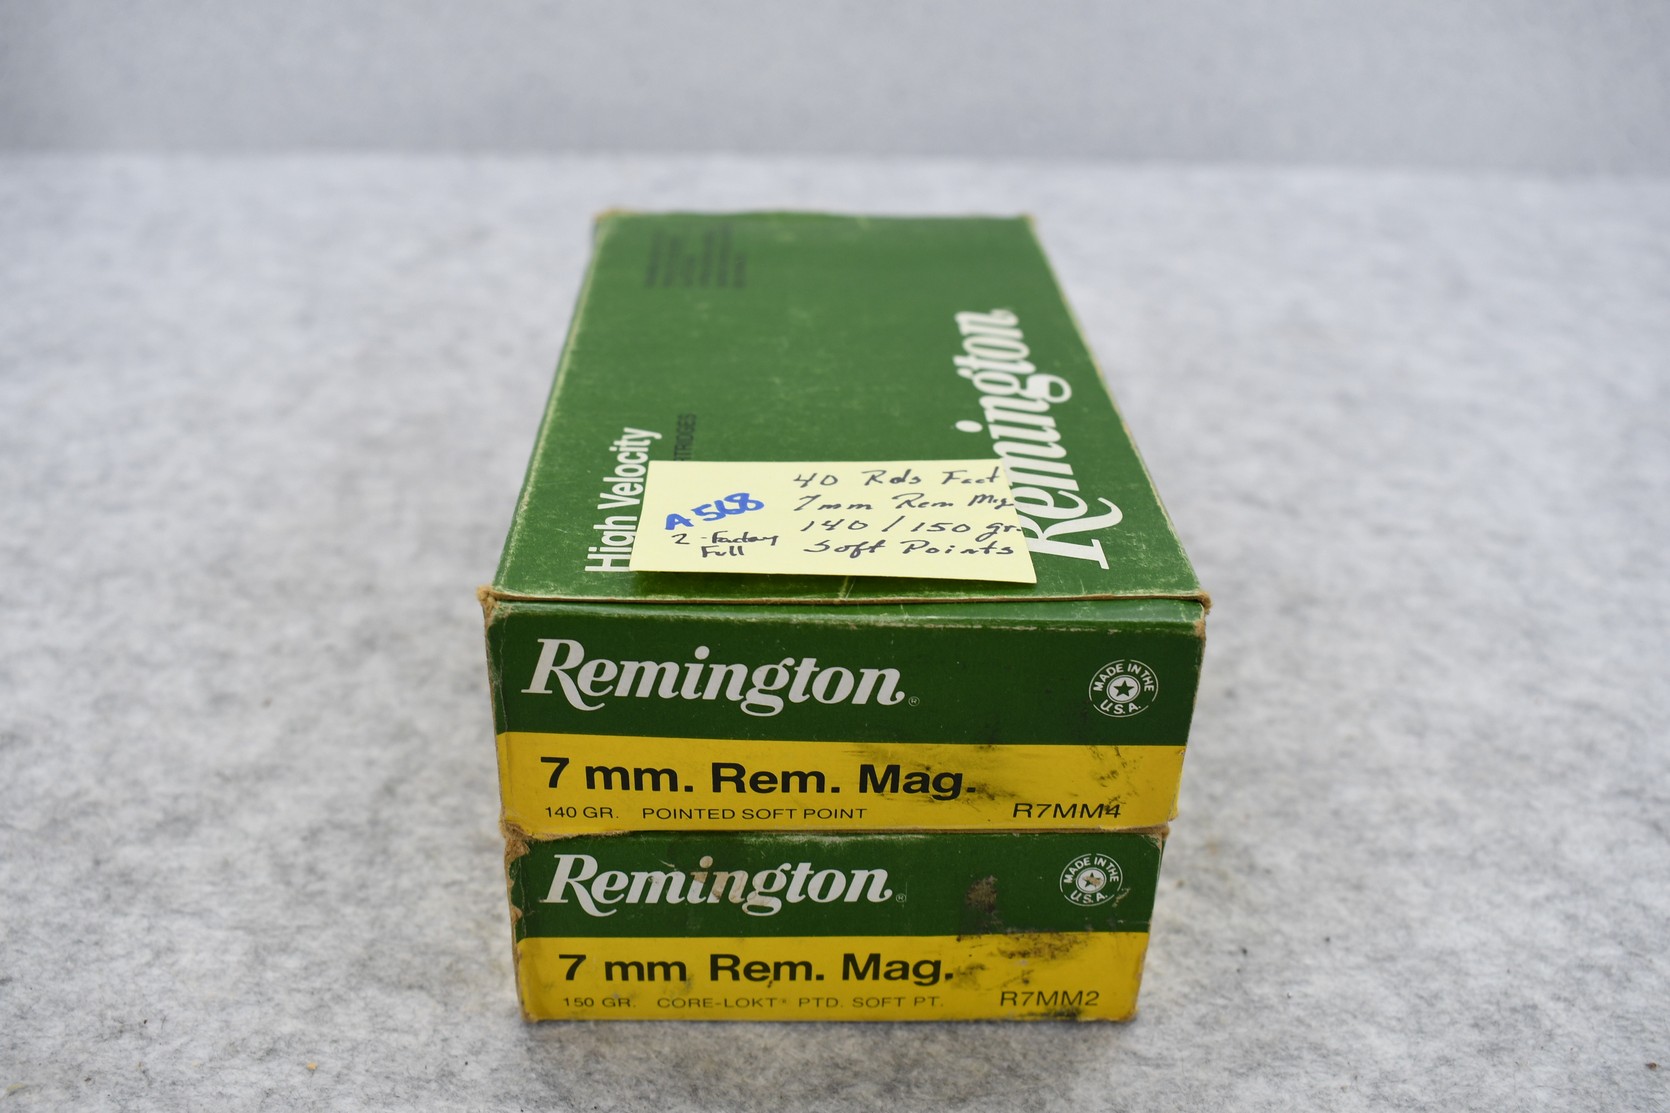 High Velocity
RTRIDGES
Remington
A 568
2-Factory
Full
40 Rds Fact
7mm Rem Mag
140/150 gr.
Soft Points
Remington®
MADE IN THE U.S.A.
7 mm. Rem. Mag.
140 GR. POINTED SOFT POINT R7MM4
Remington®
MADE IN THE U.S.A.
7 mm Rem. Mag.
150 GR. CORE-LOKT® PTD. SOFT PT. R7MM2